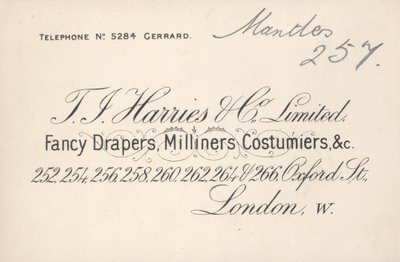 TELEPHONE No. 5284 GERRARD.
Mantles
257.
T. J. Harries & Co. Limited,
Fancy Drapers, Milliners, Costumiers, &c.
252, 254, 256, 258, 260, 262, 264 & 266, Oxford St.,
London, W.